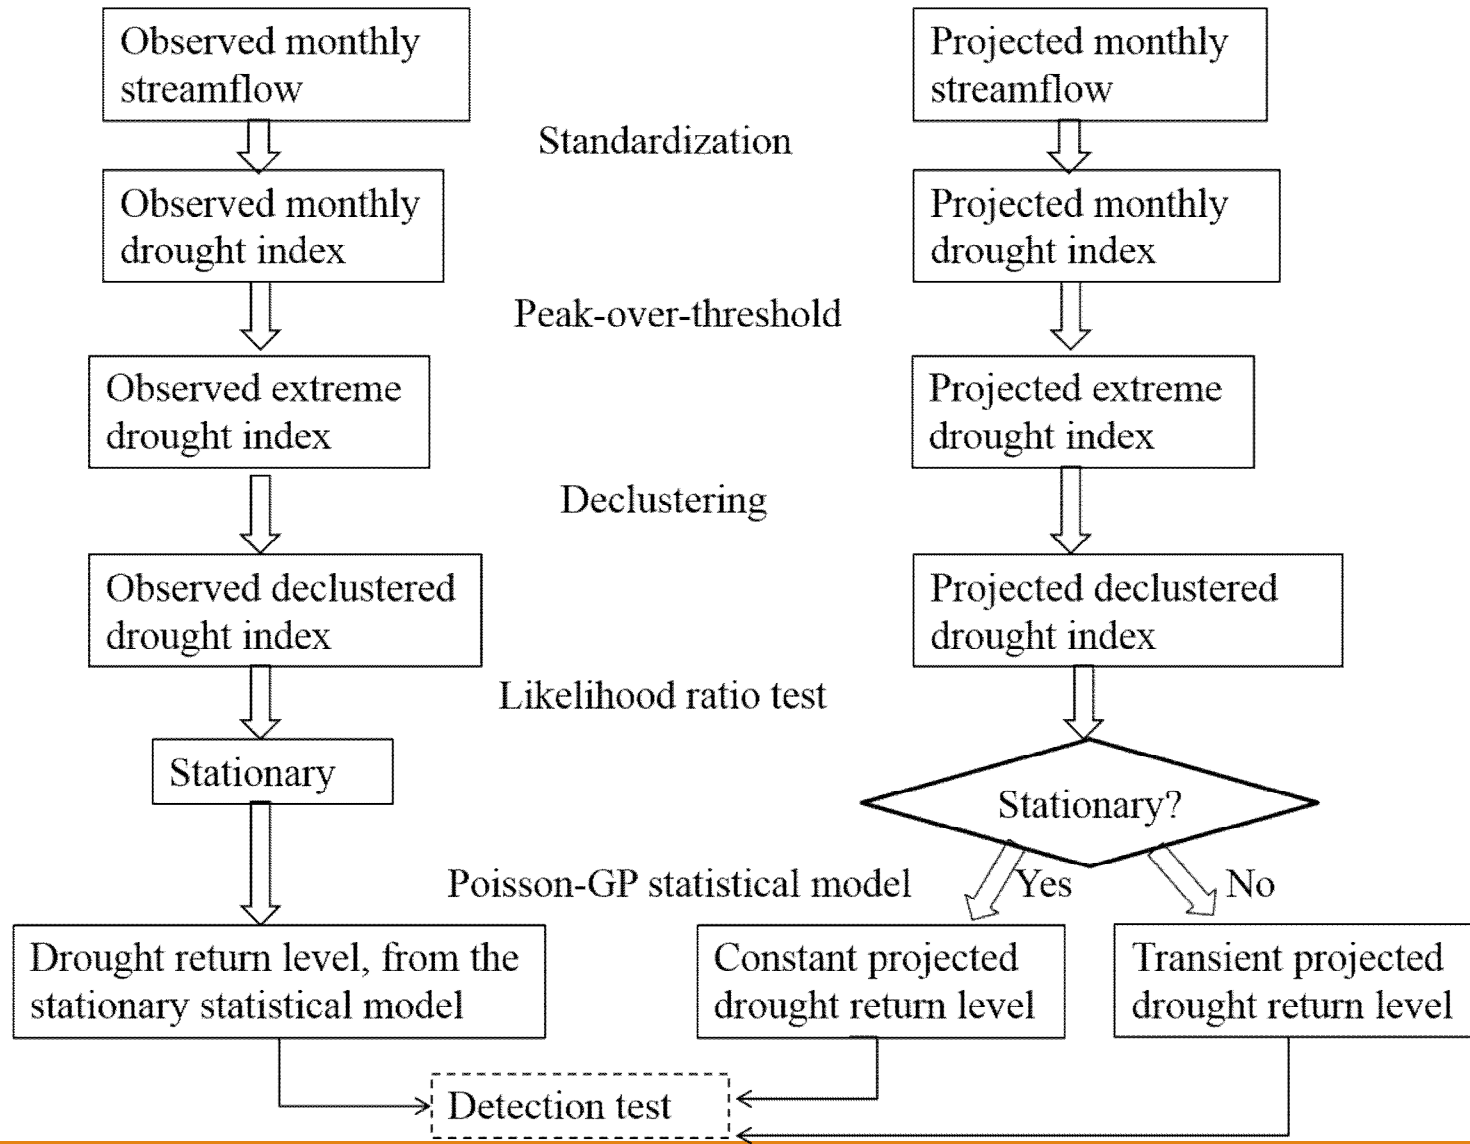 Observed monthly
streamflow
Projected monthly
streamflow
Standardization
Observed monthly
drought index
Projected monthly
drought index
Peak-over-threshold
Observed extreme
drought index
Projected extreme
drought index
Declustering
Observed declustered
drought index
Projected declustered
drought index
Likelihood ratio test
Stationary
Stationary?
Poisson-GP statistical model
Yes
No
Drought return level, from the
stationary statistical model
Constant projected
drought return level
Transient projected
drought return level
Detection test